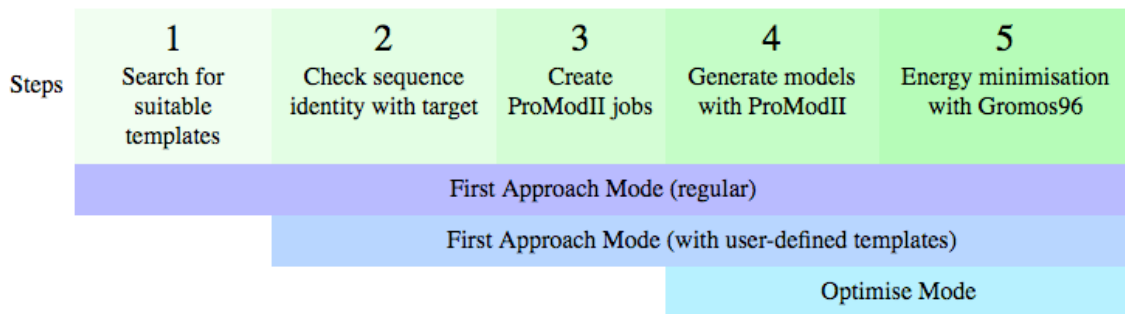 1
2
3
4
5
Steps
Search for
suitable
templates
Check sequence
identity with target
Create
ProModII jobs
Generate models
with ProModII
Energy minimisation
with Gromos96
First Approach Mode (regular)
First Approach Mode (with user-defined templates)
Optimise Mode